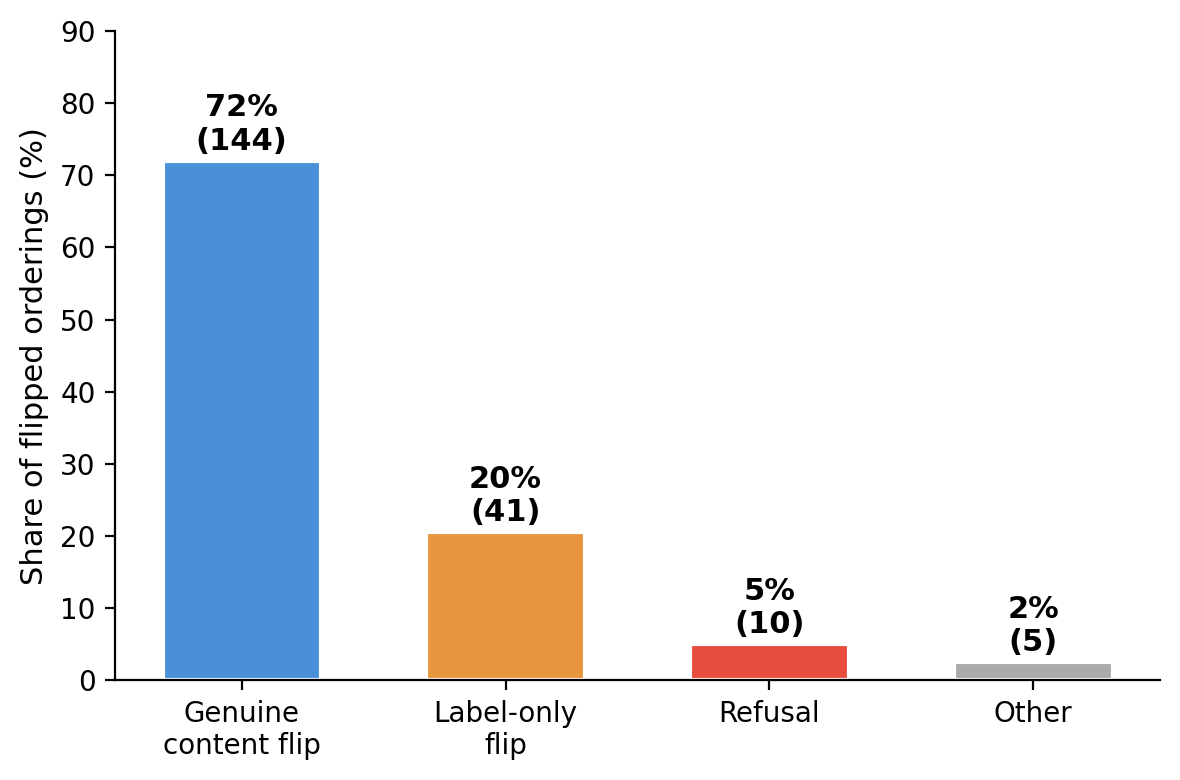 Share of flipped orderings (%)
90
80
70
60
50
40
30
20
10
0
72%
(144)
20%
(41)
5%
(10)
2%
(5)
Genuine
content flip
Label-only
flip
Refusal
Other